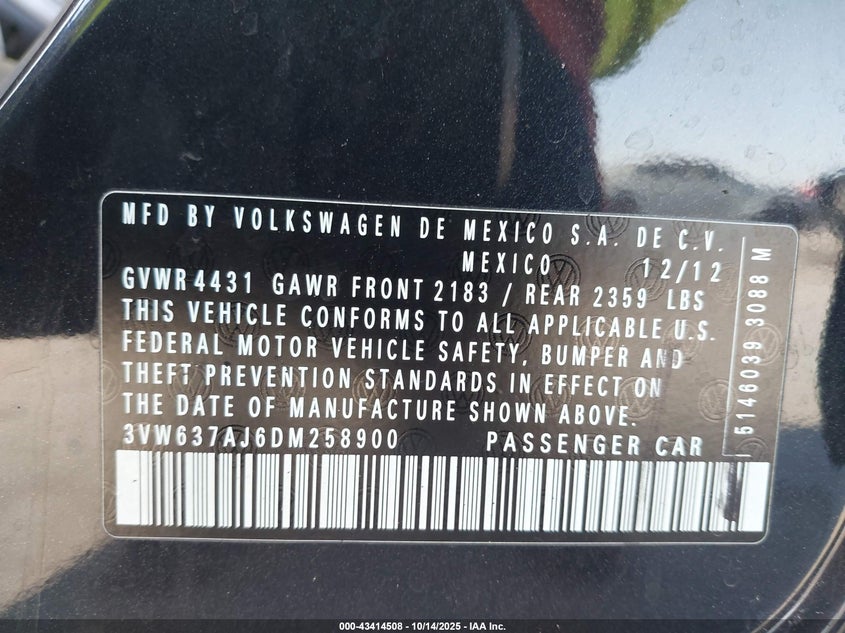 MFD BY VOLKSWAGEN DE MEXICO S.A. DE C.V.
MEXICO 12/12
GVWR 4431 GAWR FRONT 2183 / REAR 2359 LBS
THIS VEHICLE CONFORMS TO ALL APPLICABLE U.S.
FEDERAL MOTOR VEHICLE SAFETY, BUMPER AND
THEFT PREVENTION STANDARDS IN EFFECT ON
THE DATE OF MANUFACTURE SHOWN ABOVE.
3VW637AJ6DM258900 PASSENGER CAR
5146039 3088 M
000-43414508 - 10/14/2025 - IAA Inc.